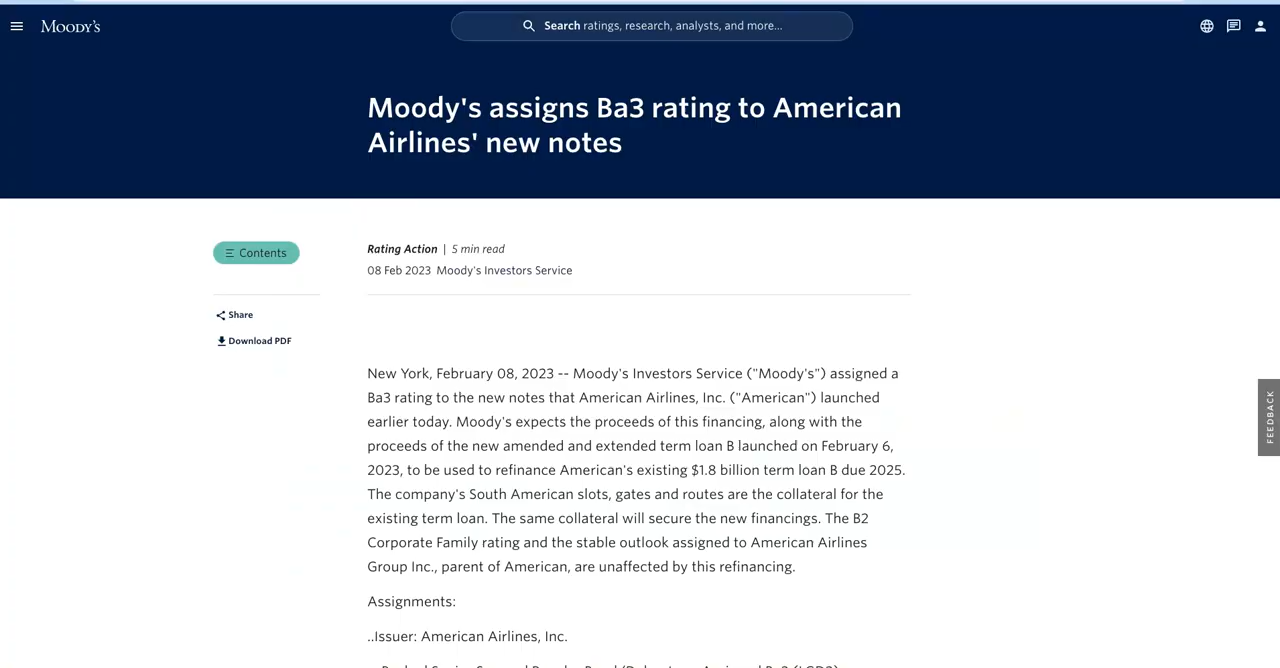 MOODY'S
Search ratings, research, analysts, and more...
Moody's assigns Ba3 rating to American
Airlines' new notes
Contents
Share
Download PDF
Rating Action | 5 min read
08 Feb 2023 Moody's Investors Service
New York, February 08, 2023 -- Moody's Investors Service ("Moody's") assigned a
Ba3 rating to the new notes that American Airlines, Inc. ("American") launched
earlier today. Moody's expects the proceeds of this financing, along with the
proceeds of the new amended and extended term loan B launched on February 6,
2023, to be used to refinance American's existing $1.8 billion term loan B due 2025.
The company's South American slots, gates and routes are the collateral for the
existing term loan. The same collateral will secure the new financings. The B2
Corporate Family rating and the stable outlook assigned to American Airlines
Group Inc., parent of American, are unaffected by this refinancing.
Assignments:
..Issuer: American Airlines, Inc.
FEEDBACK